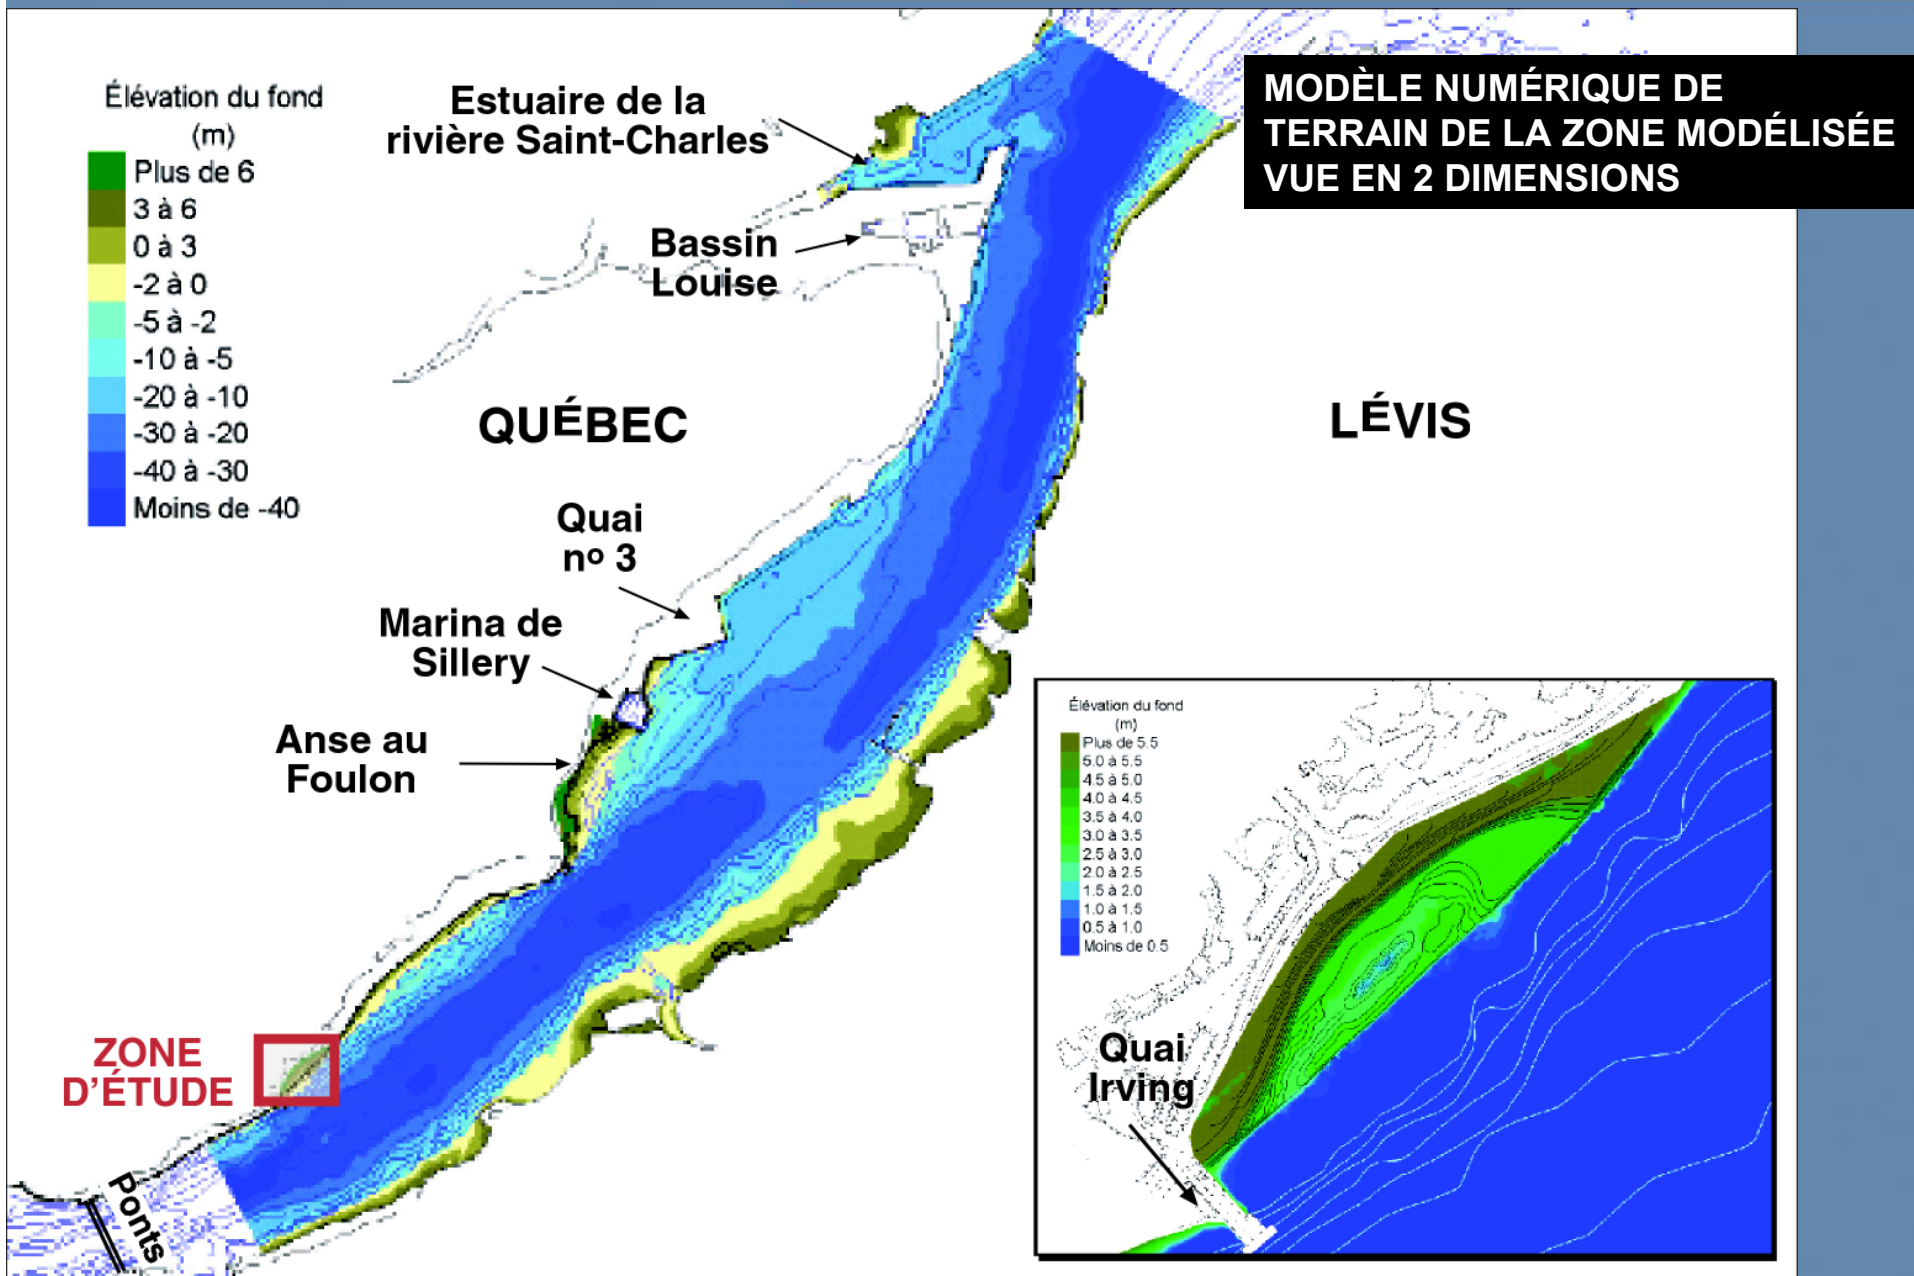 MODÈLE NUMÉRIQUE DE
TERRAIN DE LA ZONE MODÉLISÉE
VUE EN 2 DIMENSIONS
Élévation du fond
(m)
Plus de 6
3 à 6
0 à 3
-2 à 0
-5 à -2
-10 à -5
-20 à -10
-30 à -20
-40 à -30
Moins de -40
Estuaire de la
rivière Saint-Charles
Bassin
Louise
QUÉBEC
LÉVIS
Quai
nº 3
Marina de
Sillery
Anse au
Foulon
ZONE
D'ÉTUDE
Ponts
Élévation du fond
(m)
Plus de 5.5
5.0 à 5.5
4.5 à 5.0
4.0 à 4.5
3.5 à 4.0
3.0 à 3.5
2.5 à 3.0
2.0 à 2.5
1.5 à 2.0
1.0 à 1.5
0.5 à 1.0
Moins de 0.5
Quai
Irving